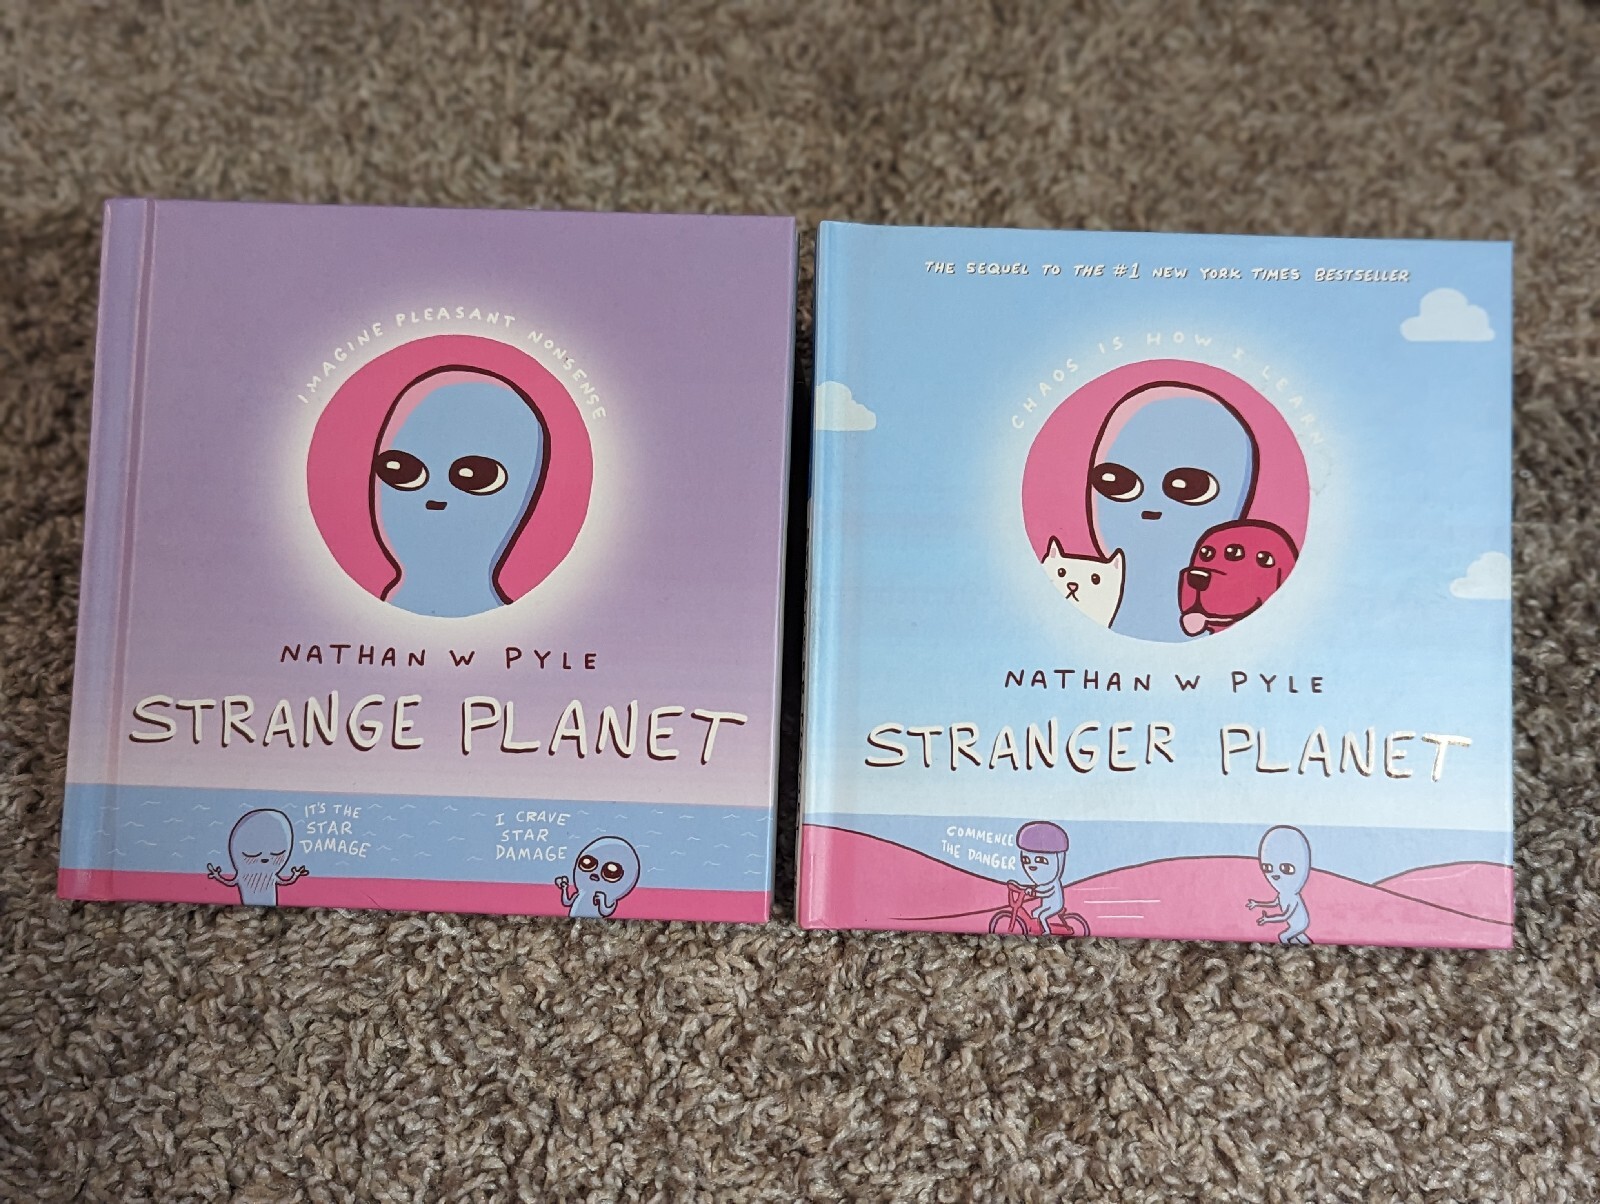 IMAGINE PLEASANT NONSENSE
NATHAN W PYLE
STRANGE PLANET
IT'S THE
STAR
DAMAGE
I CRAVE
STAR
DAMAGE
THE SEQUEL TO THE #1 NEW YORK TIMES BESTSELLER
CHAOS IS HOW I LEARN
NATHAN W PYLE
STRANGER PLANET
COMMENCE
THE DANGER